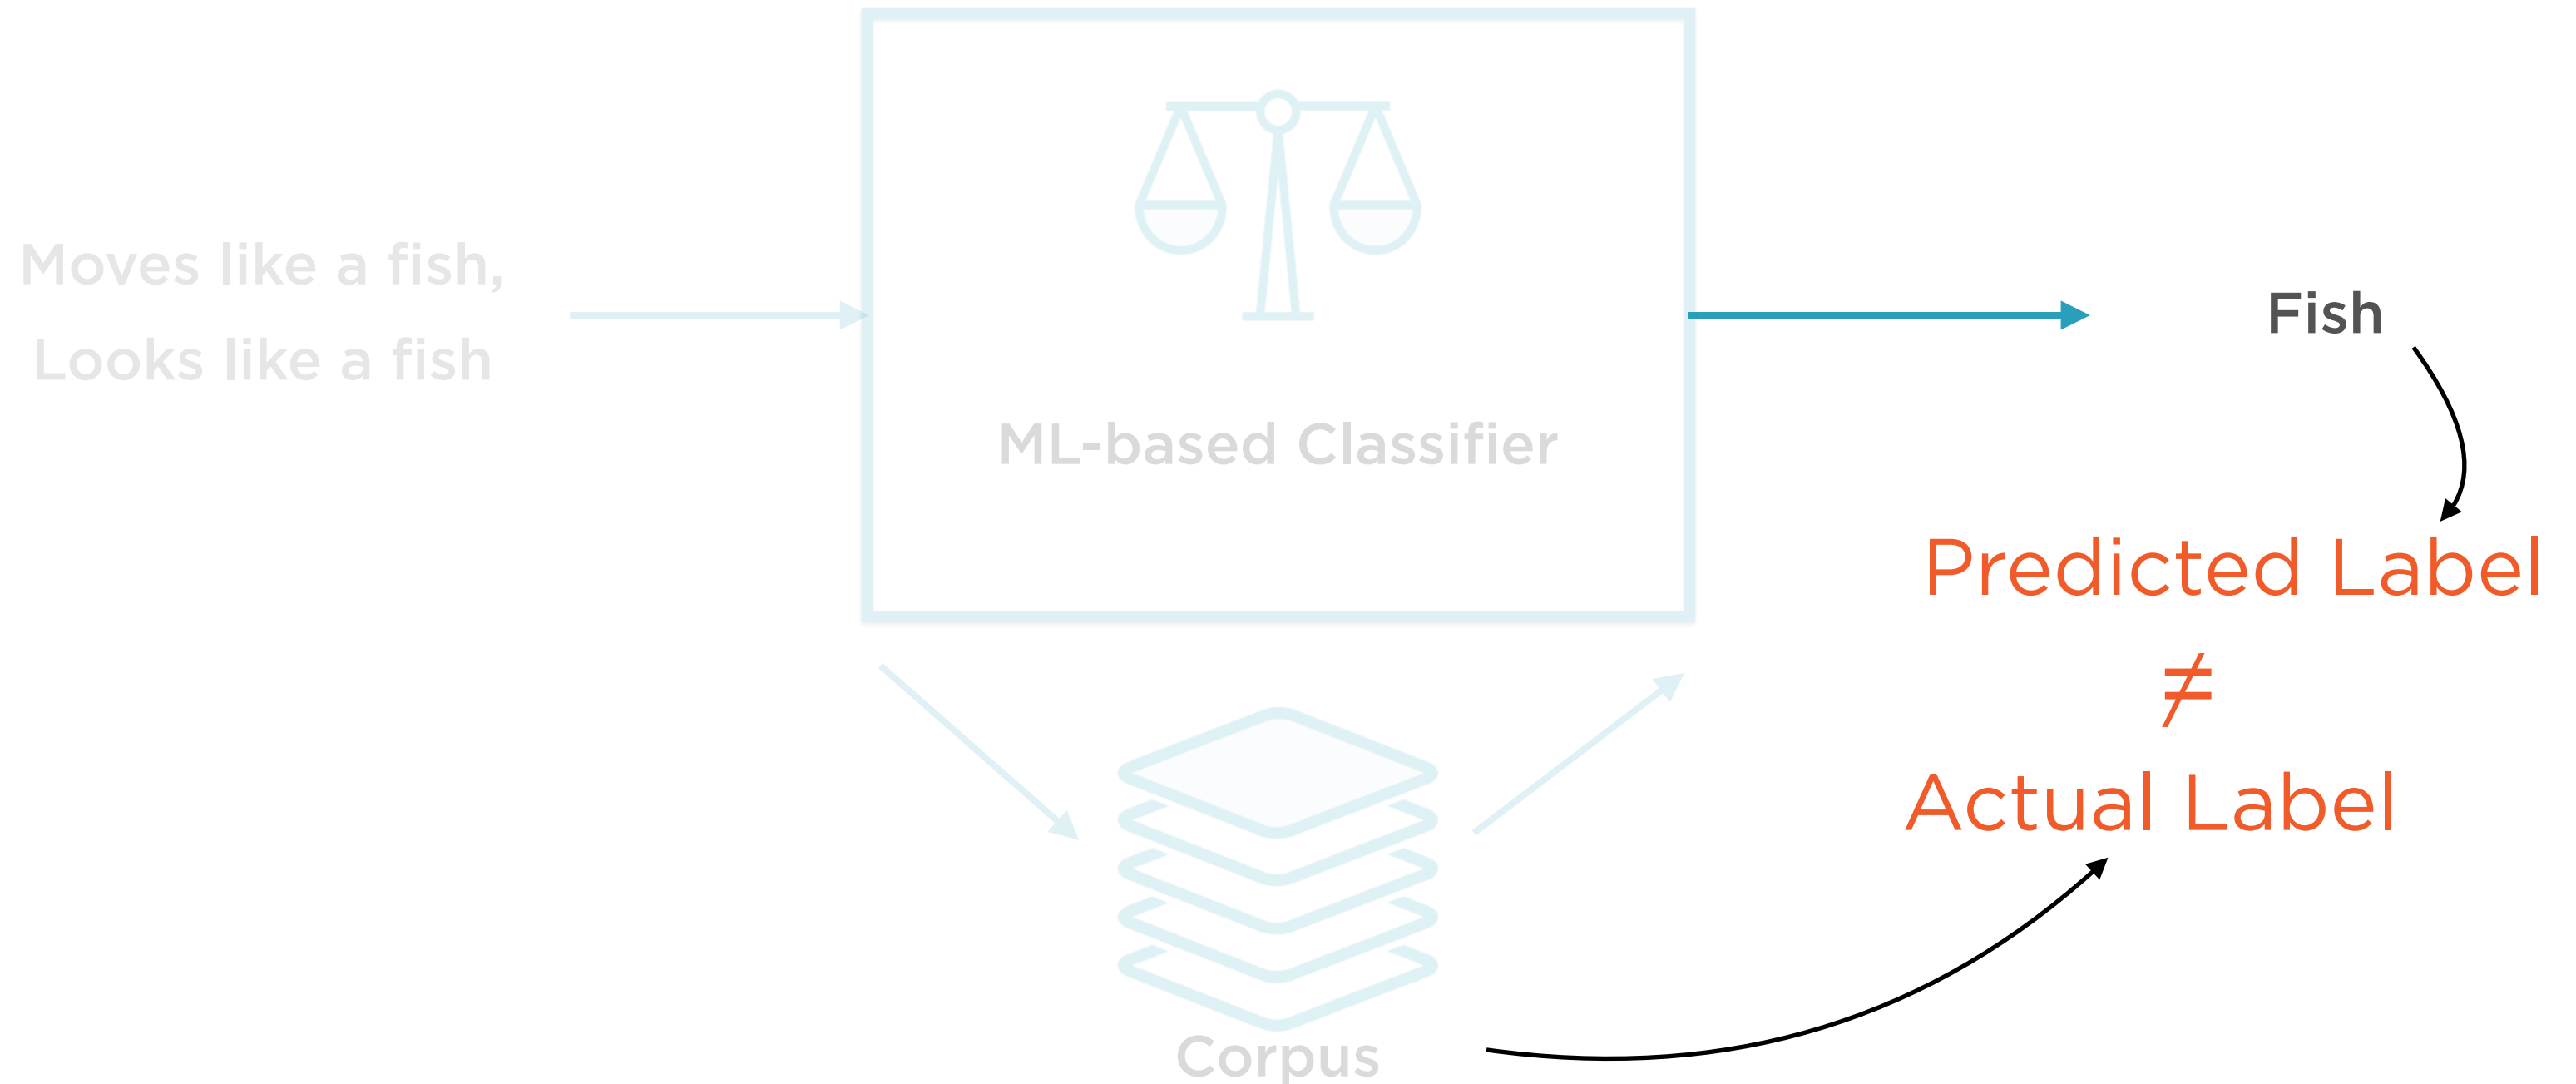 Moves like a fish,
Looks like a fish
ML-based Classifier
Fish
Predicted Label
≠
Actual Label
Corpus